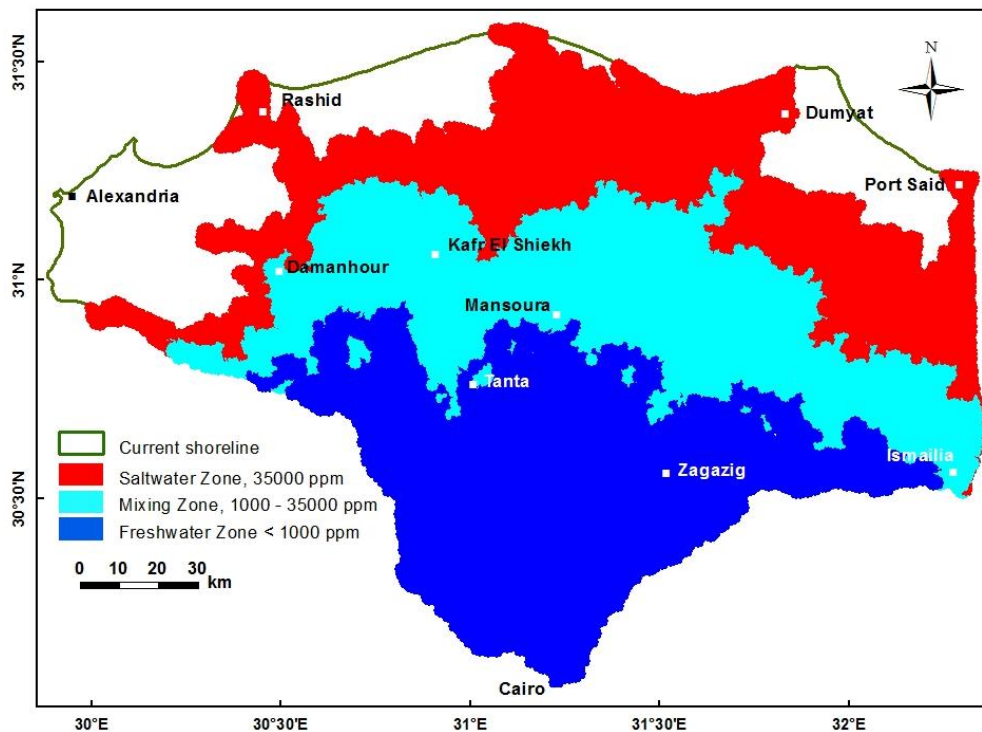 31°30'N
31°N
30°30'N
N
Rashid
Dumyat
Alexandria
Port Said
Kafr El Shiekh
Damanhour
Mansoura
Tanta
Zagazig
Ismailia
Cairo
Current shoreline
Saltwater Zone, 35000 ppm
Mixing Zone, 1000 - 35000 ppm
Freshwater Zone < 1000 ppm
0 10 20 30
km
30°E 30°30'E 31°E 31°30'E 32°E